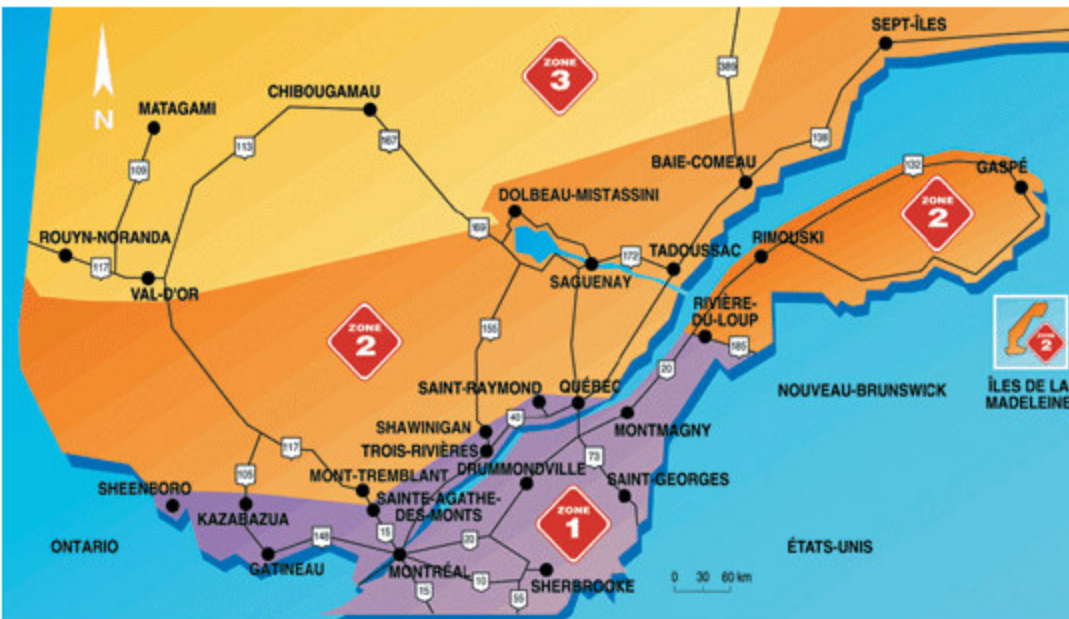 SEPT-ÎLES
ZONE
3
389
CHIBOUGAMAU
MATAGAMI
N
138
113
167
BAIE-COMEAU
132
GASPÉ
109
DOLBEAU-MISTASSINI
ZONE
2
ROUYN-NORANDA
169
TADOUSSAC
RIMOUSKI
117
172
VAL-D'OR
SAGUENAY
RIVIÈRE-
DU-LOUP
ZONE
2
155
185
ZONE
2
20
SAINT-RAYMOND
QUÉBEC
NOUVEAU-BRUNSWICK
ÎLES DE LA
MADELEINE
40
SHAWINIGAN
MONTMAGNY
TROIS-RIVIÈRES
117
73
DRUMMONDVILLE
105
MONT-TREMBLANT
SAINT-GEORGES
SHEENBORO
SAINTE-AGATHE-
DES-MONTS
KAZABAZUA
ZONE
1
15
148
20
ONTARIO
ÉTATS-UNIS
GATINEAU
MONTRÉAL
10
SHERBROOKE
0 30 60 km
15
55